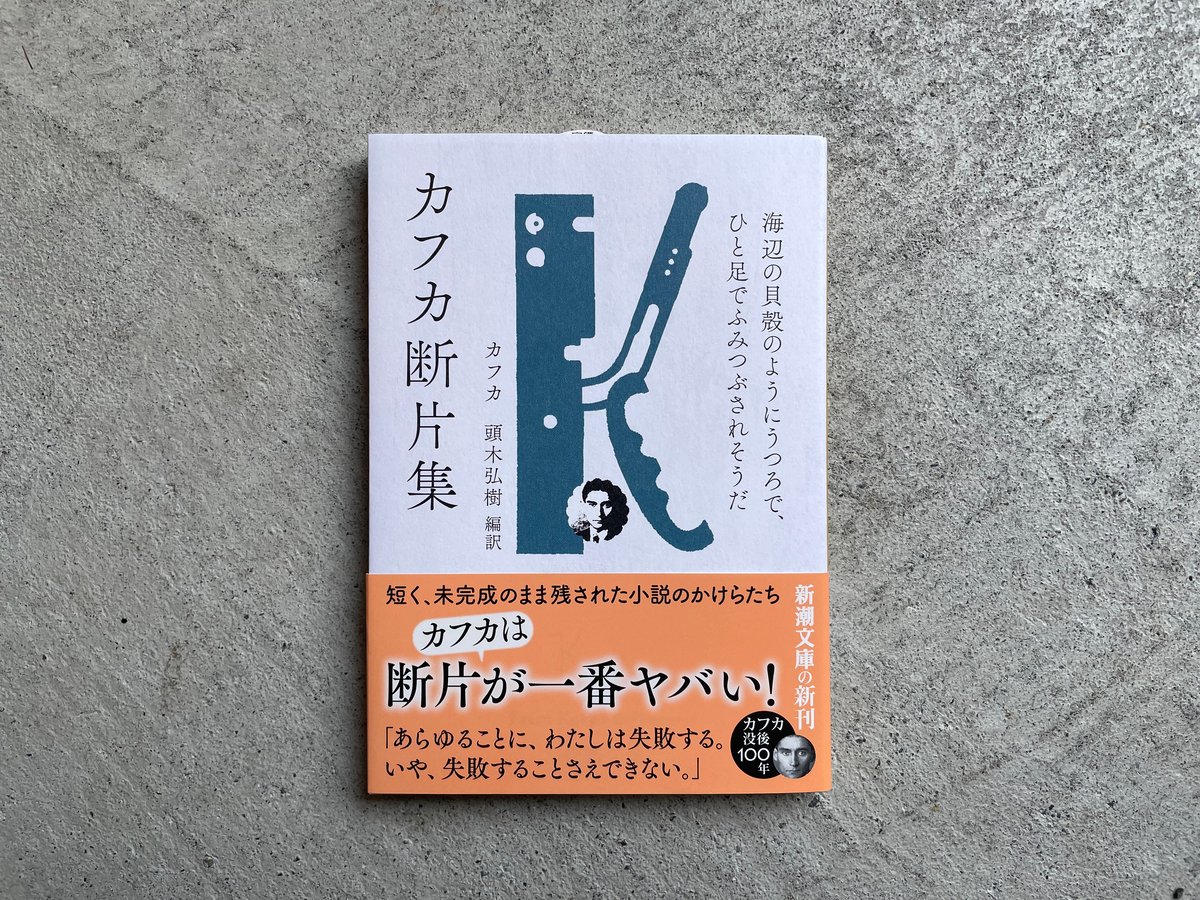 海辺の貝殻のようにうつろで、
ひと足でふみつぶされそうだ
カフカ断片集
カフカ 頭木弘樹 編訳
短く、未完成のまま残された小説のかけらたち
カフカは
断片が一番ヤバい!
「あらゆることに、わたしは失敗する。
いや、失敗することさえできない。」
新潮文庫の新刊
カフカ
没後
100
年